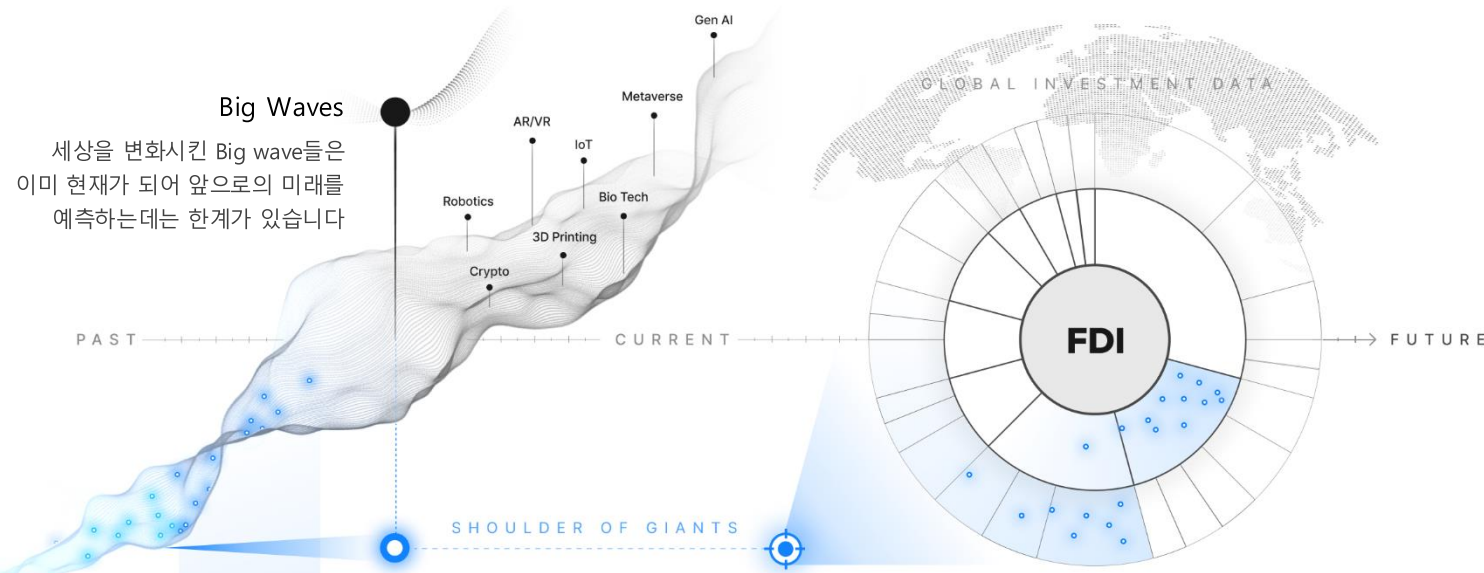 Big Waves
세상을 변화시킨 Big wave들은
이미 현재가 되어 앞으로의 미래를
예측하는데는 한계가 있습니다
Gen AI
Metaverse
AR/VR
IoT
Bio Tech
Robotics
3D Printing
Crypto
PAST
CURRENT
FUTURE
SHOULDER OF GIANTS
GLOBAL INVESTMENT DATA
FDI